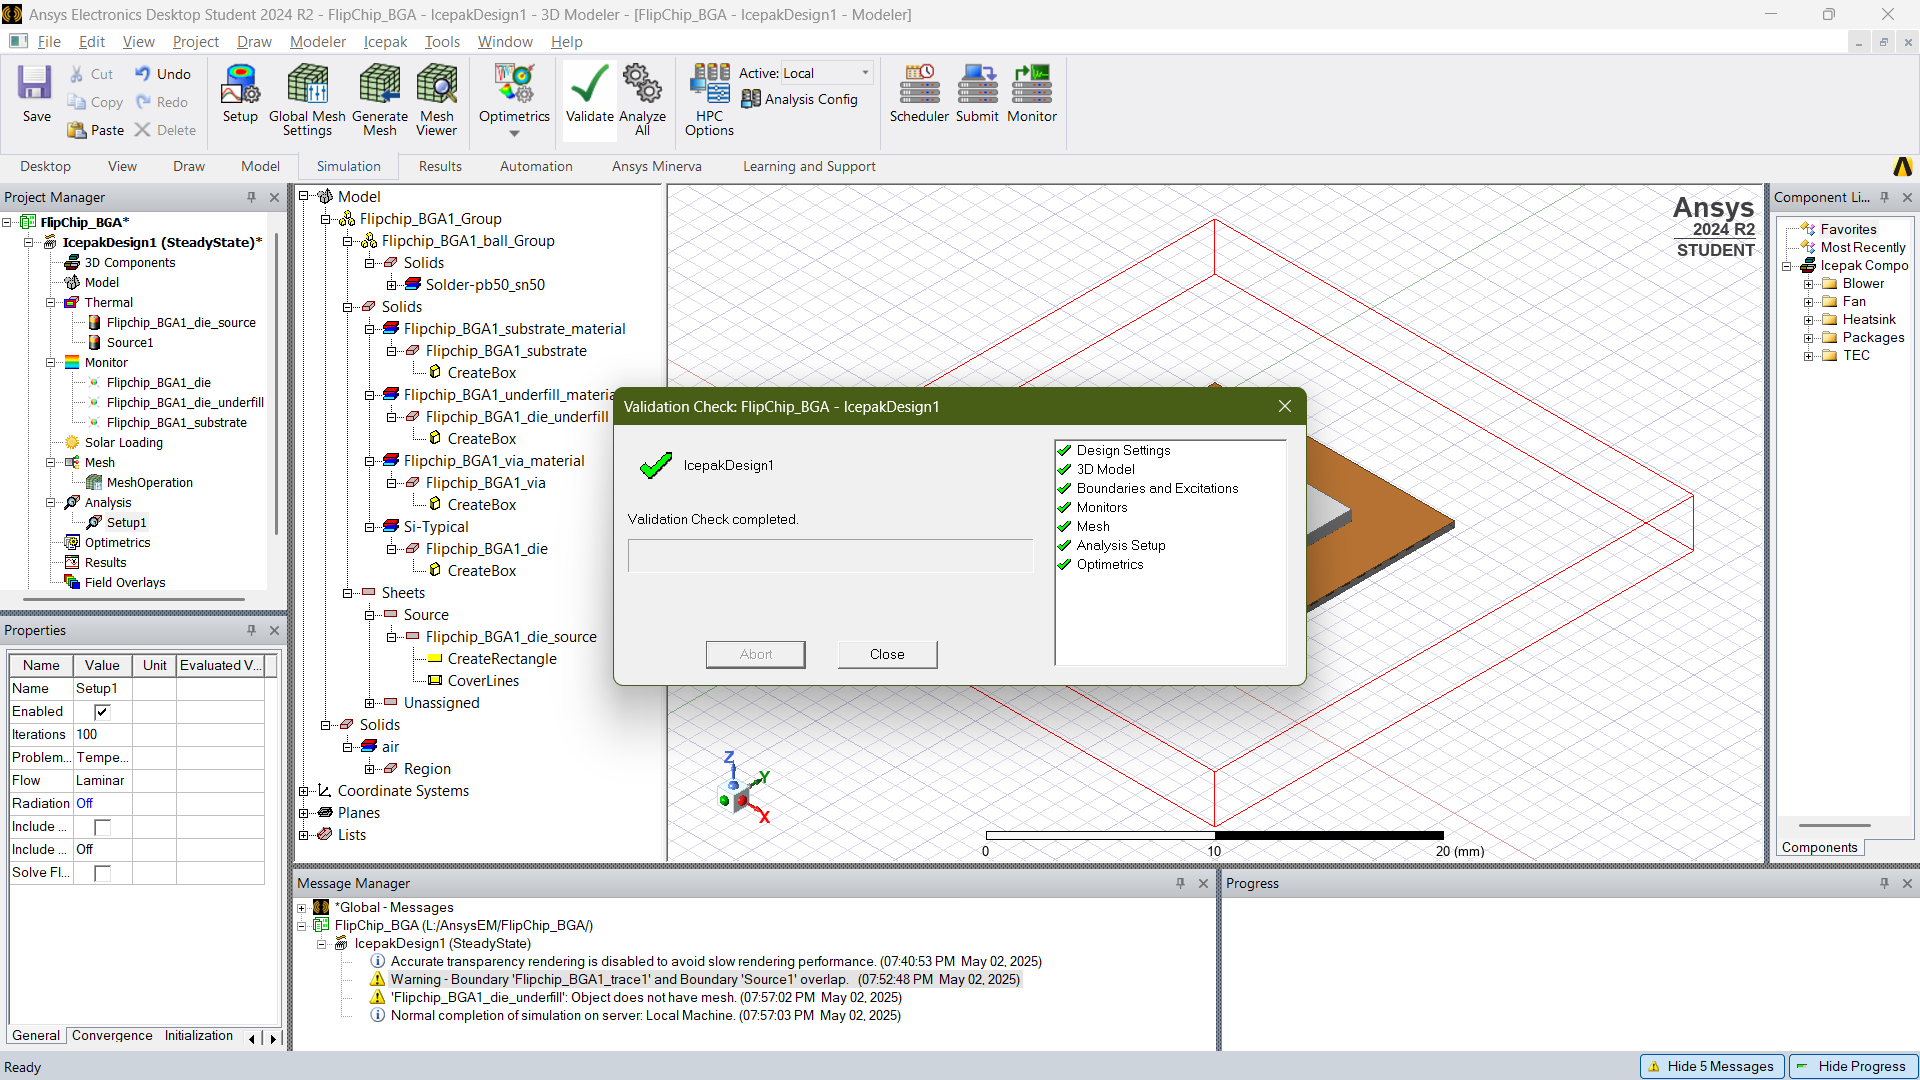 Ansys Electronics Desktop Student 2024 R2 - FlipChip_BGA - IcepakDesign1 - 3D Modeler - [FlipChip_BGA - IcepakDesign1 - Modeler]
File Edit View Project Draw Modeler Icepak Tools Window Help
Save
Cut
Copy
Paste
Undo
Redo
Delete
Setup
Global Mesh Settings
Generate Mesh
Mesh Viewer
Optimetrics
Validate
Analyze All
HPC Options
Active: Local
Analysis Config
Scheduler
Submit
Monitor
Desktop View Draw Model Simulation Results Automation Ansys Minerva Learning and Support
Project Manager
FlipChip_BGA*
IcepakDesign1 (SteadyState)*
3D Components
Model
Thermal
Flipchip_BGA1_die_source
Source1
Monitor
Flipchip_BGA1_die
Flipchip_BGA1_die_underfill
Flipchip_BGA1_substrate
Solar Loading
Mesh
MeshOperation
Analysis
Setup1
Optimetrics
Results
Field Overlays
Properties
Name Value Unit Evaluated V...
Name Setup1
Enabled
Iterations 100
Problem... Tempe...
Flow Laminar
Radiation Off
Include ...
Include ... Off
Solve Fl...
General Convergence Initialization
Model
Flipchip_BGA1_Group
Flipchip_BGA1_ball_Group
Solids
Solder-pb50_sn50
Solids
Flipchip_BGA1_substrate_material
Flipchip_BGA1_substrate
CreateBox
Flipchip_BGA1_underfill_materia
Flipchip_BGA1_die_underfill
CreateBox
Flipchip_BGA1_via_material
Flipchip_BGA1_via
CreateBox
Si-Typical
Flipchip_BGA1_die
CreateBox
Sheets
Source
Flipchip_BGA1_die_source
CreateRectangle
CoverLines
Unassigned
Solids
air
Region
Coordinate Systems
Planes
Lists
Ansys
2024 R2
STUDENT
Z
Y
X
0 10 20 (mm)
Validation Check: FlipChip_BGA - IcepakDesign1
IcepakDesign1
Validation Check completed.
Abort
Close
Design Settings
3D Model
Boundaries and Excitations
Monitors
Mesh
Analysis Setup
Optimetrics
Component Li...
Favorites
Most Recently
Icepak Compo
Blower
Fan
Heatsink
Packages
TEC
Components
Message Manager
*Global - Messages
FlipChip_BGA (L:/AnsysEM/FlipChip_BGA/)
IcepakDesign1 (SteadyState)
Accurate transparency rendering is disabled to avoid slow rendering performance. (07:40:53 PM May 02, 2025)
Warning - Boundary 'Flipchip_BGA1_trace1' and Boundary 'Source1' overlap. (07:52:48 PM May 02, 2025)
'Flipchip_BGA1_die_underfill': Object does not have mesh. (07:57:02 PM May 02, 2025)
Normal completion of simulation on server: Local Machine. (07:57:03 PM May 02, 2025)
Progress
Ready
Hide 5 Messages
Hide Progress